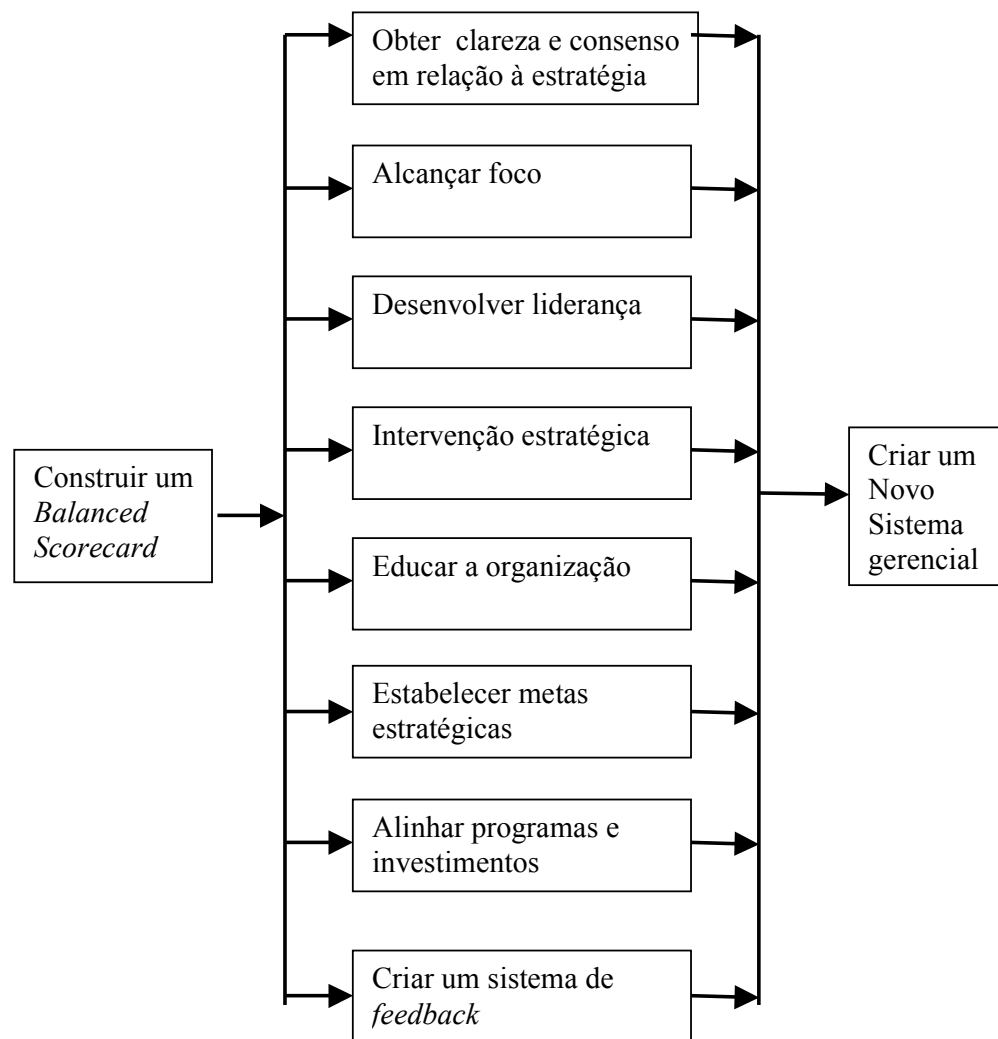 Obter  clareza e consenso
em relação à estratégia
Alcançar foco
Desenvolver liderança
Intervenção estratégica
Construir um
Balanced
Scorecard
Criar um
Novo
Sistema
gerencial
Educar a organização
Estabelecer metas
estratégicas
Alinhar programas e
investimentos
Criar um sistema de
feedback